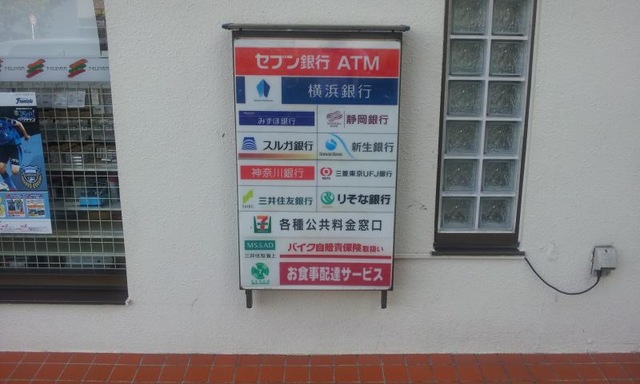 セブン銀行 ATM
横浜銀行
みずほ銀行
静岡銀行
スルガ銀行
新生銀行
神奈川銀行
三菱東京UFJ銀行
三井住友銀行
りそな銀行
各種公共料金窓口
MS&AD
三井住友海上
バイク自賠責保険取扱い
お食事配達サービス